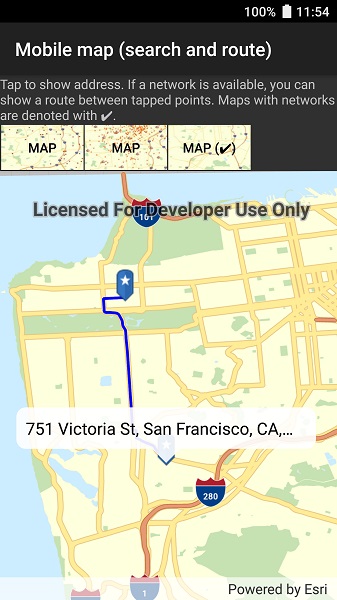 100% 11:54
Mobile map (search and route)
Tap to show address. If a network is available, you can
show a route between tapped points. Maps with networks
are denoted with ✔.
MAP MAP MAP (✔)
Licensed For Developer Use Only
101
751 Victoria St, San Francisco, CA,...
280
1
Powered by Esri